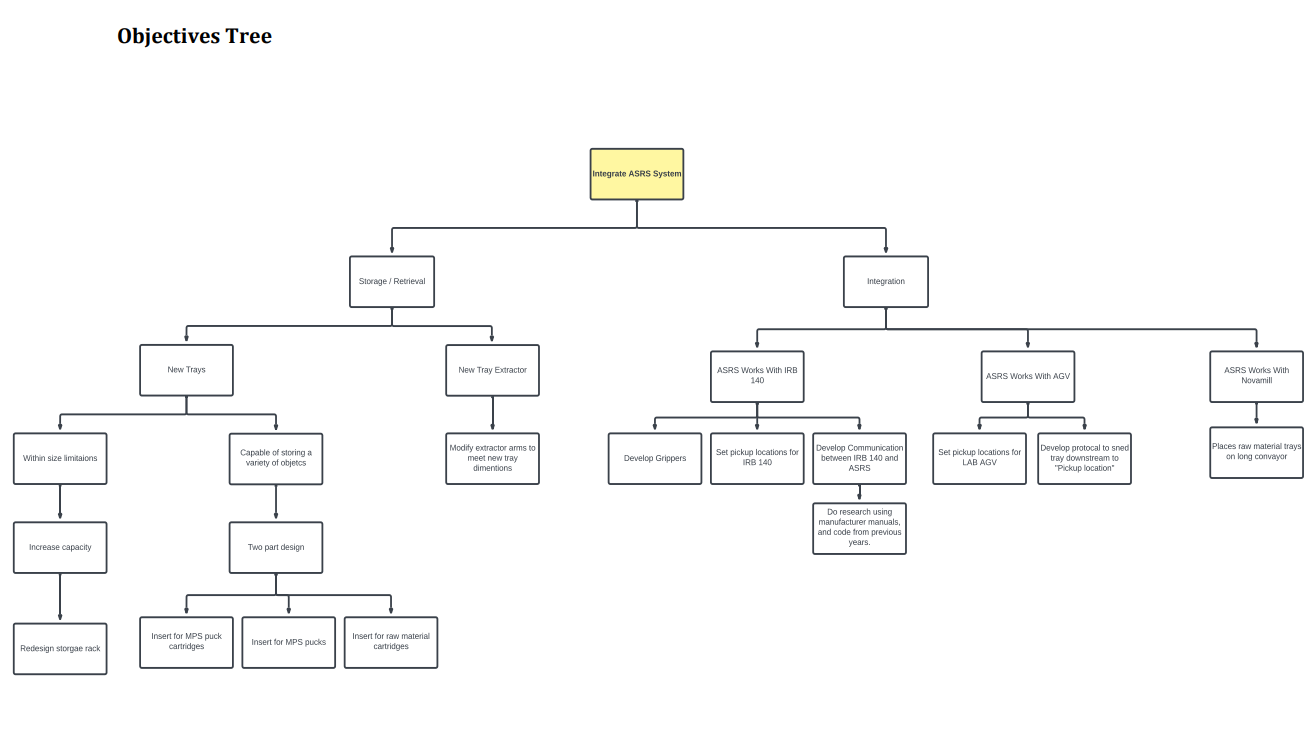 Objectives Tree
Integrate ASRS System
Storage / Retrieval
Integration
New Trays
New Tray Extractor
ASRS Works With IRB
140
ASRS Works With AGV
ASRS Works With
Novamill
Within size limitaions
Capable of storing a
variety of objetcs
Modify extractor arms to
meet new tray
dimentions
Develop Grippers
Set pickup locations for
IRB 140
Develop Communication
between IRB 140 and
ASRS
Set pickup locations for
LAB AGV
Develop protocal to sned
tray downstream to
"Pickup location"
Places raw material trays
on long convayor
Do research using
manufacturer manuals,
and code from previous
years.
Increase capacity
Two part design
Redesign storgae rack
Insert for MPS puck
cartridges
Insert for MPS pucks
Insert for raw material
cartridges